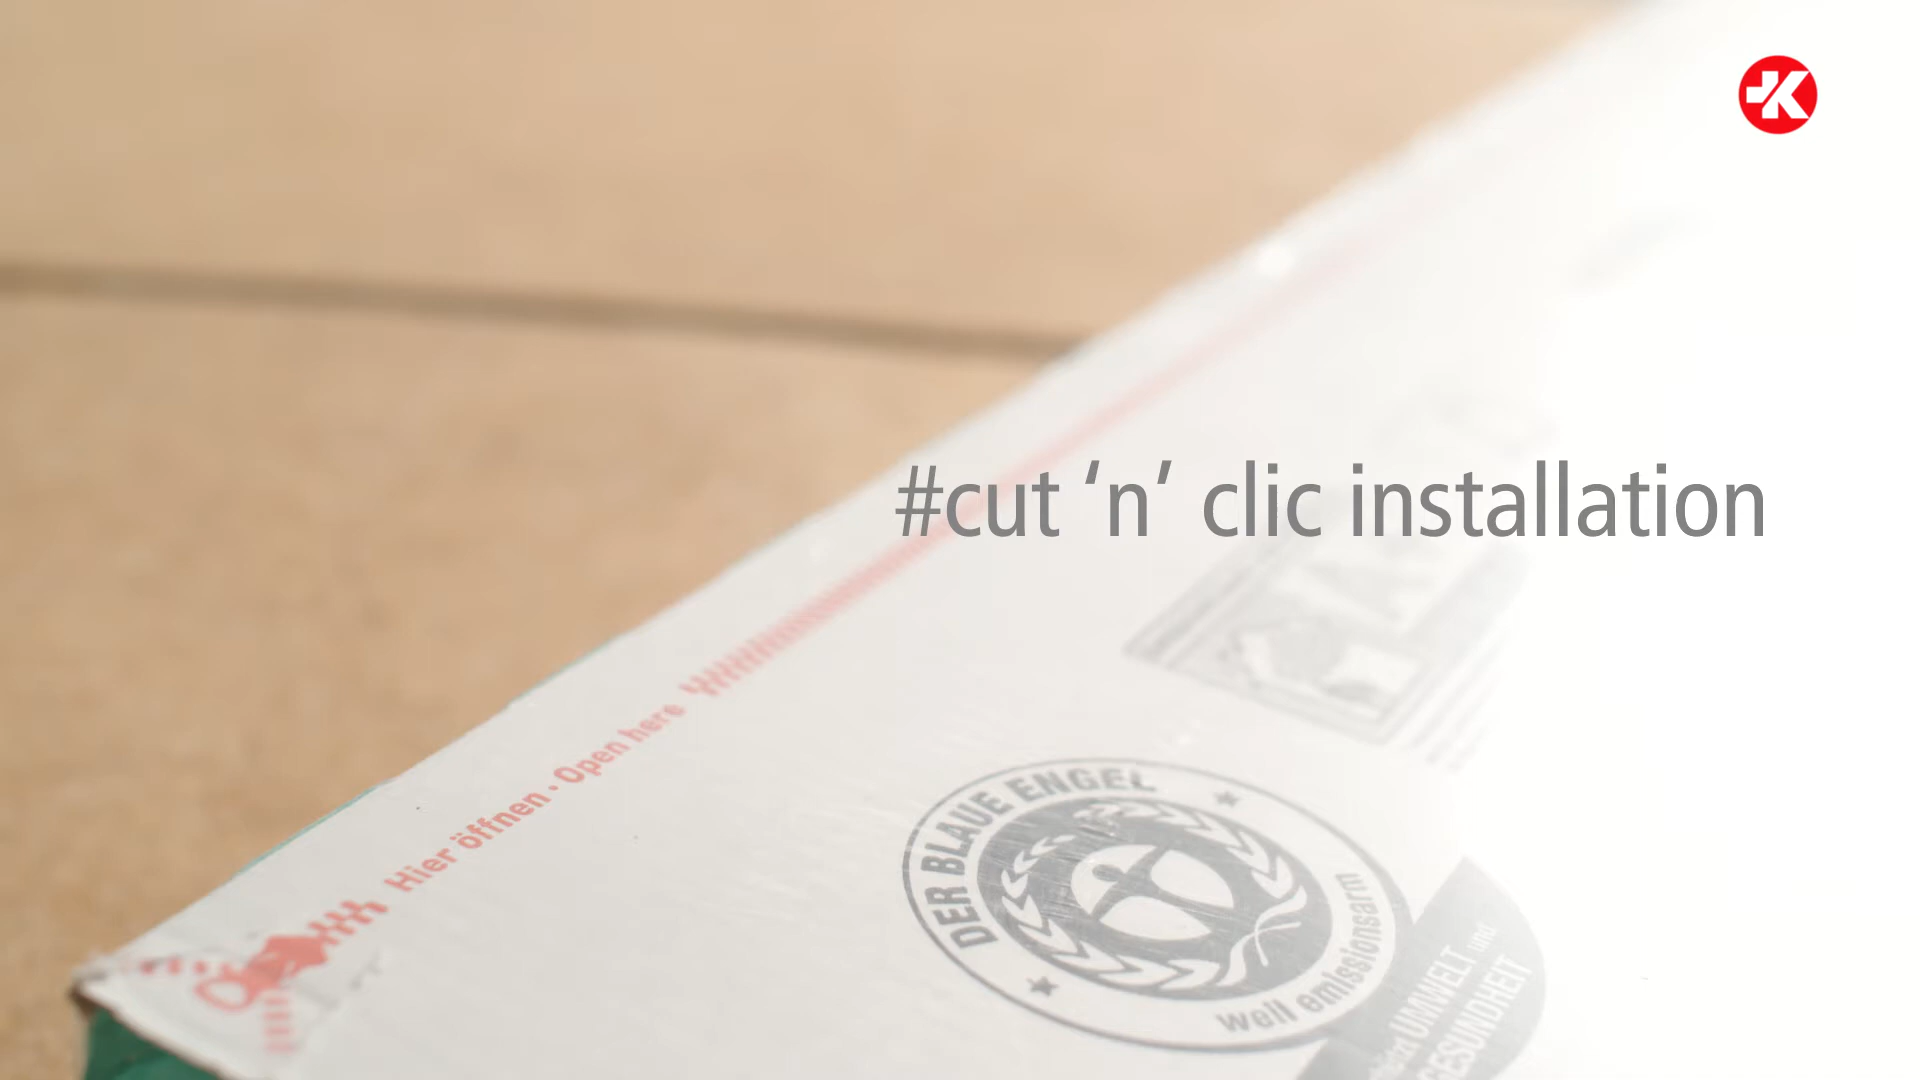 K
#cut ‘n’ clic installation
Hier öffnen · Open here
DER BLAUE ENGEL
weil emissionsarm
UMWELT und
GESUNDHEIT